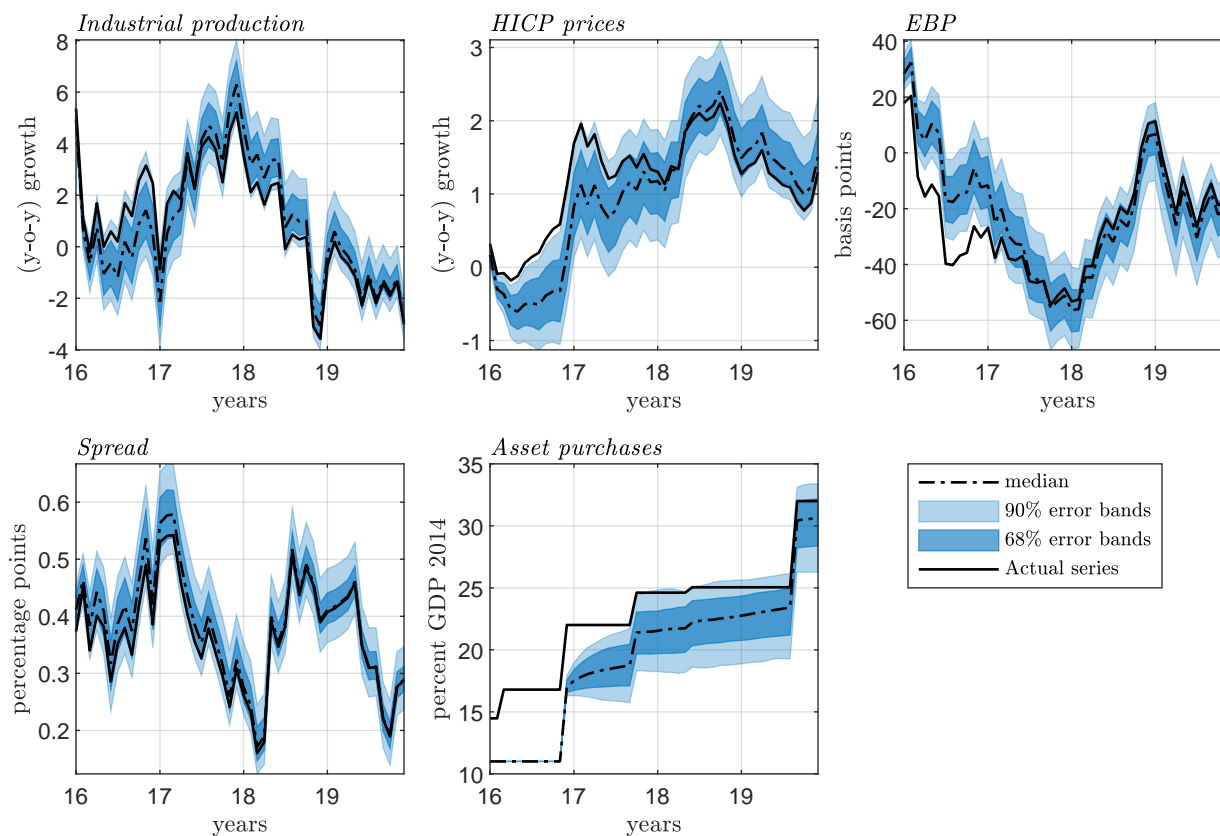 Industrial production
HICP prices
EBP
8
6
4
2
0
-2
-4
(y-o-y) growth
16
17
18
19
years
3
2
1
0
-1
(y-o-y) growth
16
17
18
19
years
40
20
0
-20
-40
-60
basis points
16
17
18
19
years
Spread
Asset purchases
0.6
0.5
0.4
0.3
0.2
percentage points
16
17
18
19
years
35
30
25
20
15
10
percent GDP 2014
16
17
18
19
years
median
90% error bands
68% error bands
Actual series